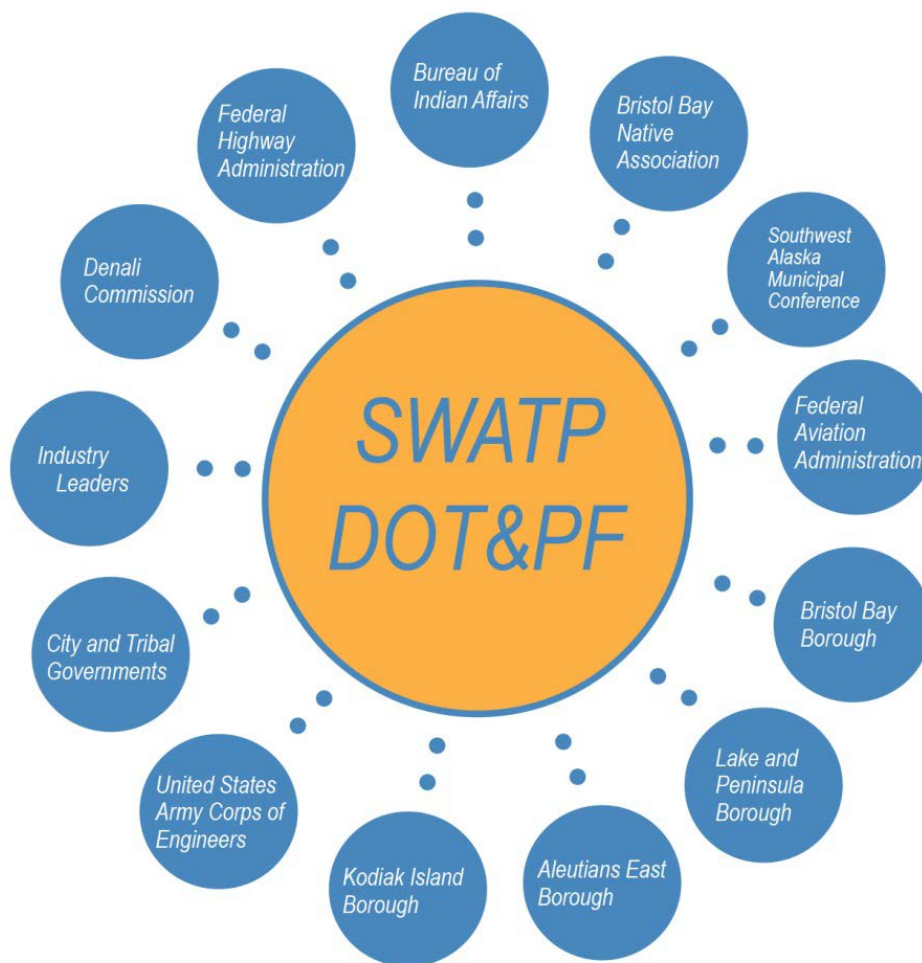 Bureau of
Indian Affairs
Bristol Bay
Native
Association
Southwest
Alaska
Municipal
Conference
Federal
Aviation
Administration
Bristol Bay
Borough
Lake and
Peninsula
Borough
Aleutians East
Borough
Kodiak Island
Borough
United States
Army Corps of
Engineers
City and Tribal
Governments
Industry
Leaders
Denali
Commission
Federal
Highway
Administration
SWATP
DOT&PF